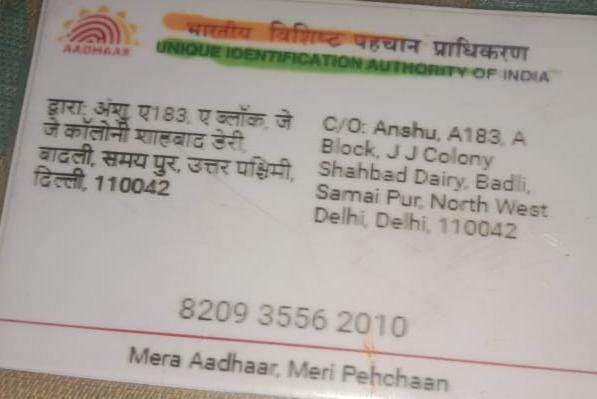 AADHAAR
भारतीय विशिष्ट पहचान प्राधिकरण
UNIQUE IDENTIFICATION AUTHORITY OF INDIA
द्वारा: अंशु ए183, ए ब्लॉक, जे
जे कॉलोनी शाहबाद डेरी,
बादली, समय पुर, उत्तर पश्चिमी,
दिल्ली, 110042
C/O: Anshu, A183, A
Block, J J Colony
Shahbad Dairy, Badli,
Samai Pur, North West
Delhi, Delhi, 110042
8209 3556 2010
Mera Aadhaar, Meri Pehchaan